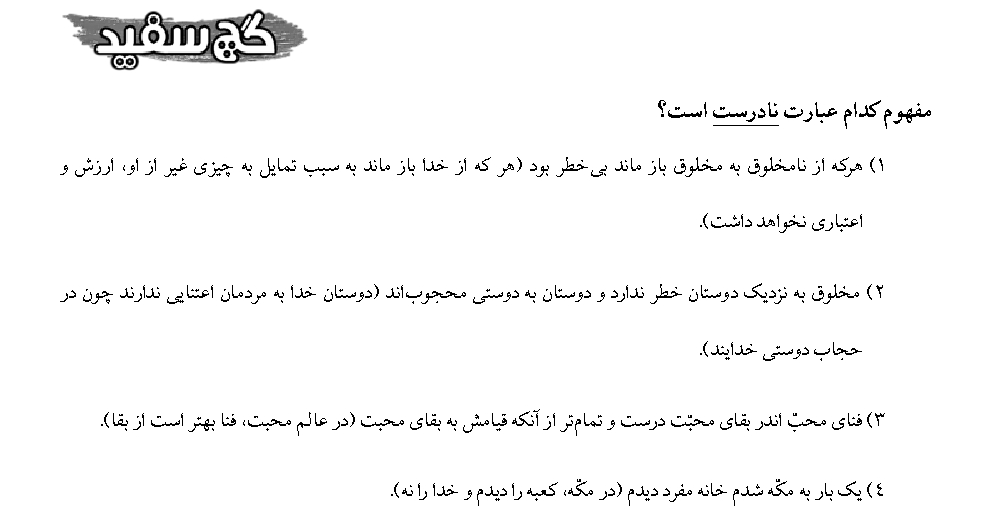 گچ سفید
مفهوم کدام عبارت نادرست است؟
۱) هرکه از نامخلوق به مخلوق باز ماند بی‌خطر بود (هر که از خدا باز ماند به سبب تمایل به چیزی غیر از او، ارزش و
اعتباری نخواهد داشت).
۲) مخلوق به نزدیک دوستان خطر ندارد و دوستان به دوستی محجوب‌اند (دوستان خدا به مردمان اعتنایی ندارند چون در
حجاب دوستی خدایند).
۳) فنای محبّ اندر بقای محبّت درست و تمام‌تر از آنکه قیامش به بقای محبت (در عالم محبت، فنا بهتر است از بقا).
٤) یک بار به مکّه شدم خانه مفرد دیدم (در مکّه، کعبه را دیدم و خدا را نه).